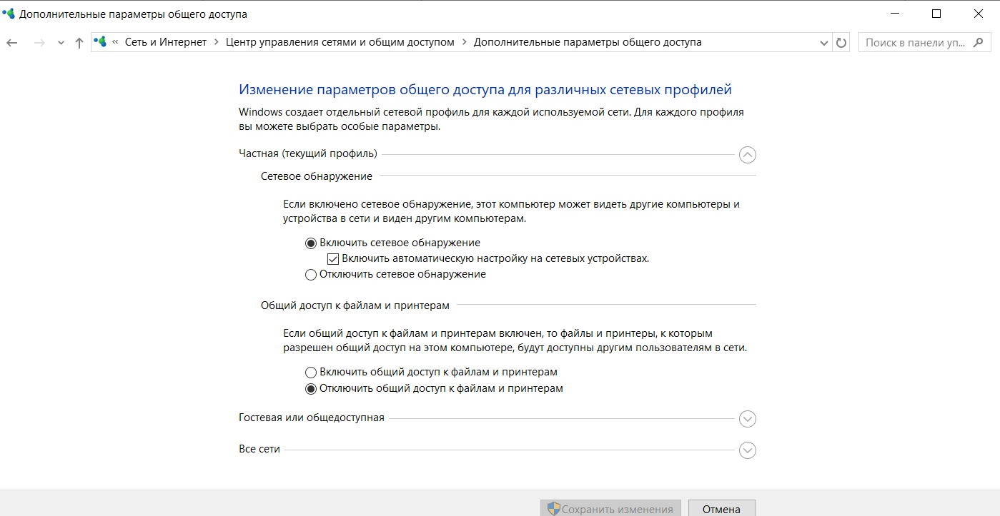 Дополнительные параметры общего доступа
« Сеть и Интернет > Центр управления сетями и общим доступом > Дополнительные параметры общего доступа
Поиск в панели уп...
Изменение параметров общего доступа для различных сетевых профилей
Windows создает отдельный сетевой профиль для каждой используемой сети. Для каждого профиля
вы можете выбрать особые параметры.
Частная (текущий профиль)
Сетевое обнаружение
Если включено сетевое обнаружение, этот компьютер может видеть другие компьютеры и
устройства в сети и виден другим компьютерам.
Включить сетевое обнаружение
Включить автоматическую настройку на сетевых устройствах.
Отключить сетевое обнаружение
Общий доступ к файлам и принтерам
Если общий доступ к файлам и принтерам включен, то файлы и принтеры, к которым
разрешен общий доступ на этом компьютере, будут доступны другим пользователям в сети.
Включить общий доступ к файлам и принтерам
Отключить общий доступ к файлам и принтерам
Гостевая или общедоступная
Все сети
Сохранить изменения
Отмена